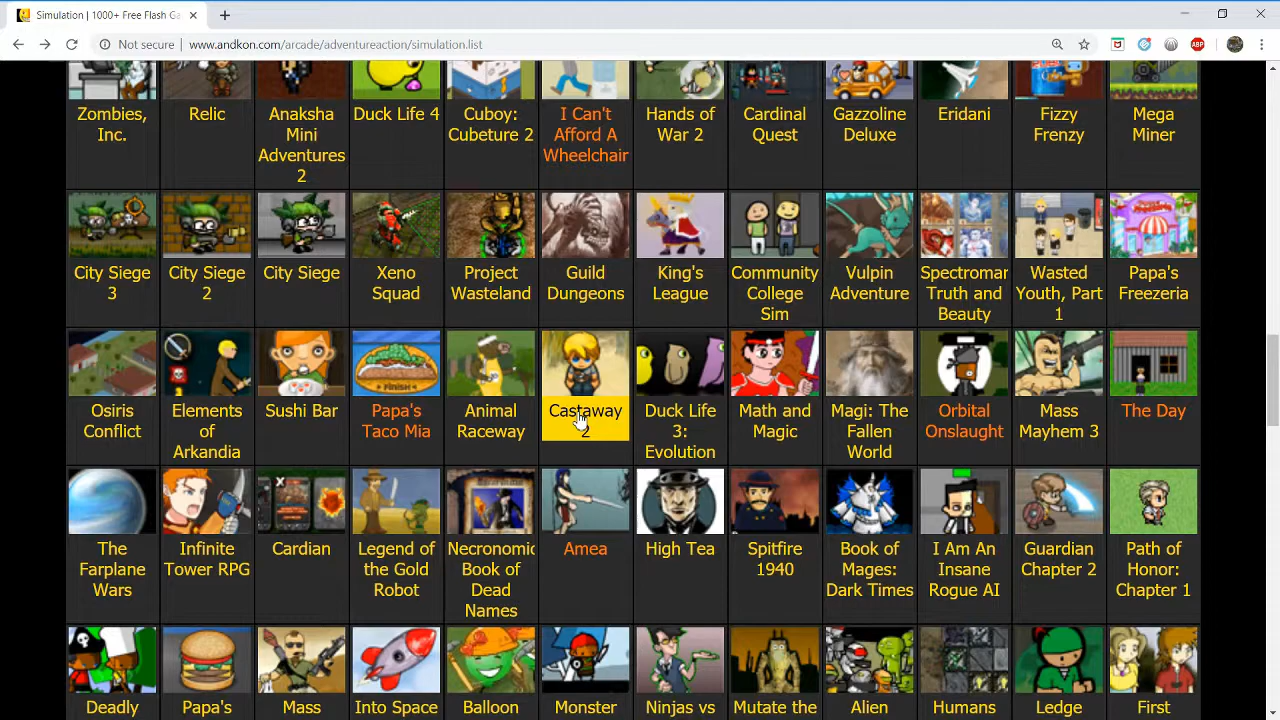 Simulation | 1000+ Free Flash Ga
Not secure | www.andkon.com/arcade/adventureaction/simulation.list
ABP
Zombies, Inc.
Relic
Anaksha Mini Adventures 2
Duck Life 4
Cuboy: Cubeture 2
I Can't Afford A Wheelchair
Hands of War 2
Cardinal Quest
Gazzoline Deluxe
Eridani
Fizzy Frenzy
Mega Miner
City Siege 3
City Siege 2
City Siege
Xeno Squad
Project Wasteland
Guild Dungeons
King's League
Community College Sim
Vulpin Adventure
Spectromar Truth and Beauty
Wasted Youth, Part 1
Papa's Freezeria
FINISH
Osiris Conflict
Elements of Arkandia
Sushi Bar
Papa's Taco Mia
Animal Raceway
Castaway 2
Duck Life 3: Evolution
Math and Magic
Magi: The Fallen World
Orbital Onslaught
Mass Mayhem 3
The Day
The Farplane Wars
Infinite Tower RPG
Cardian
Legend of the Gold Robot
Necronomic Book of Dead Names
Amea
High Tea
Spitfire 1940
Book of Mages: Dark Times
I Am An Insane Rogue AI
Guardian Chapter 2
Path of Honor: Chapter 1
Deadly
Papa's
Mass
Into Space
Balloon
Monster
Ninjas vs
Mutate the
Alien
Humans
Ledge
First